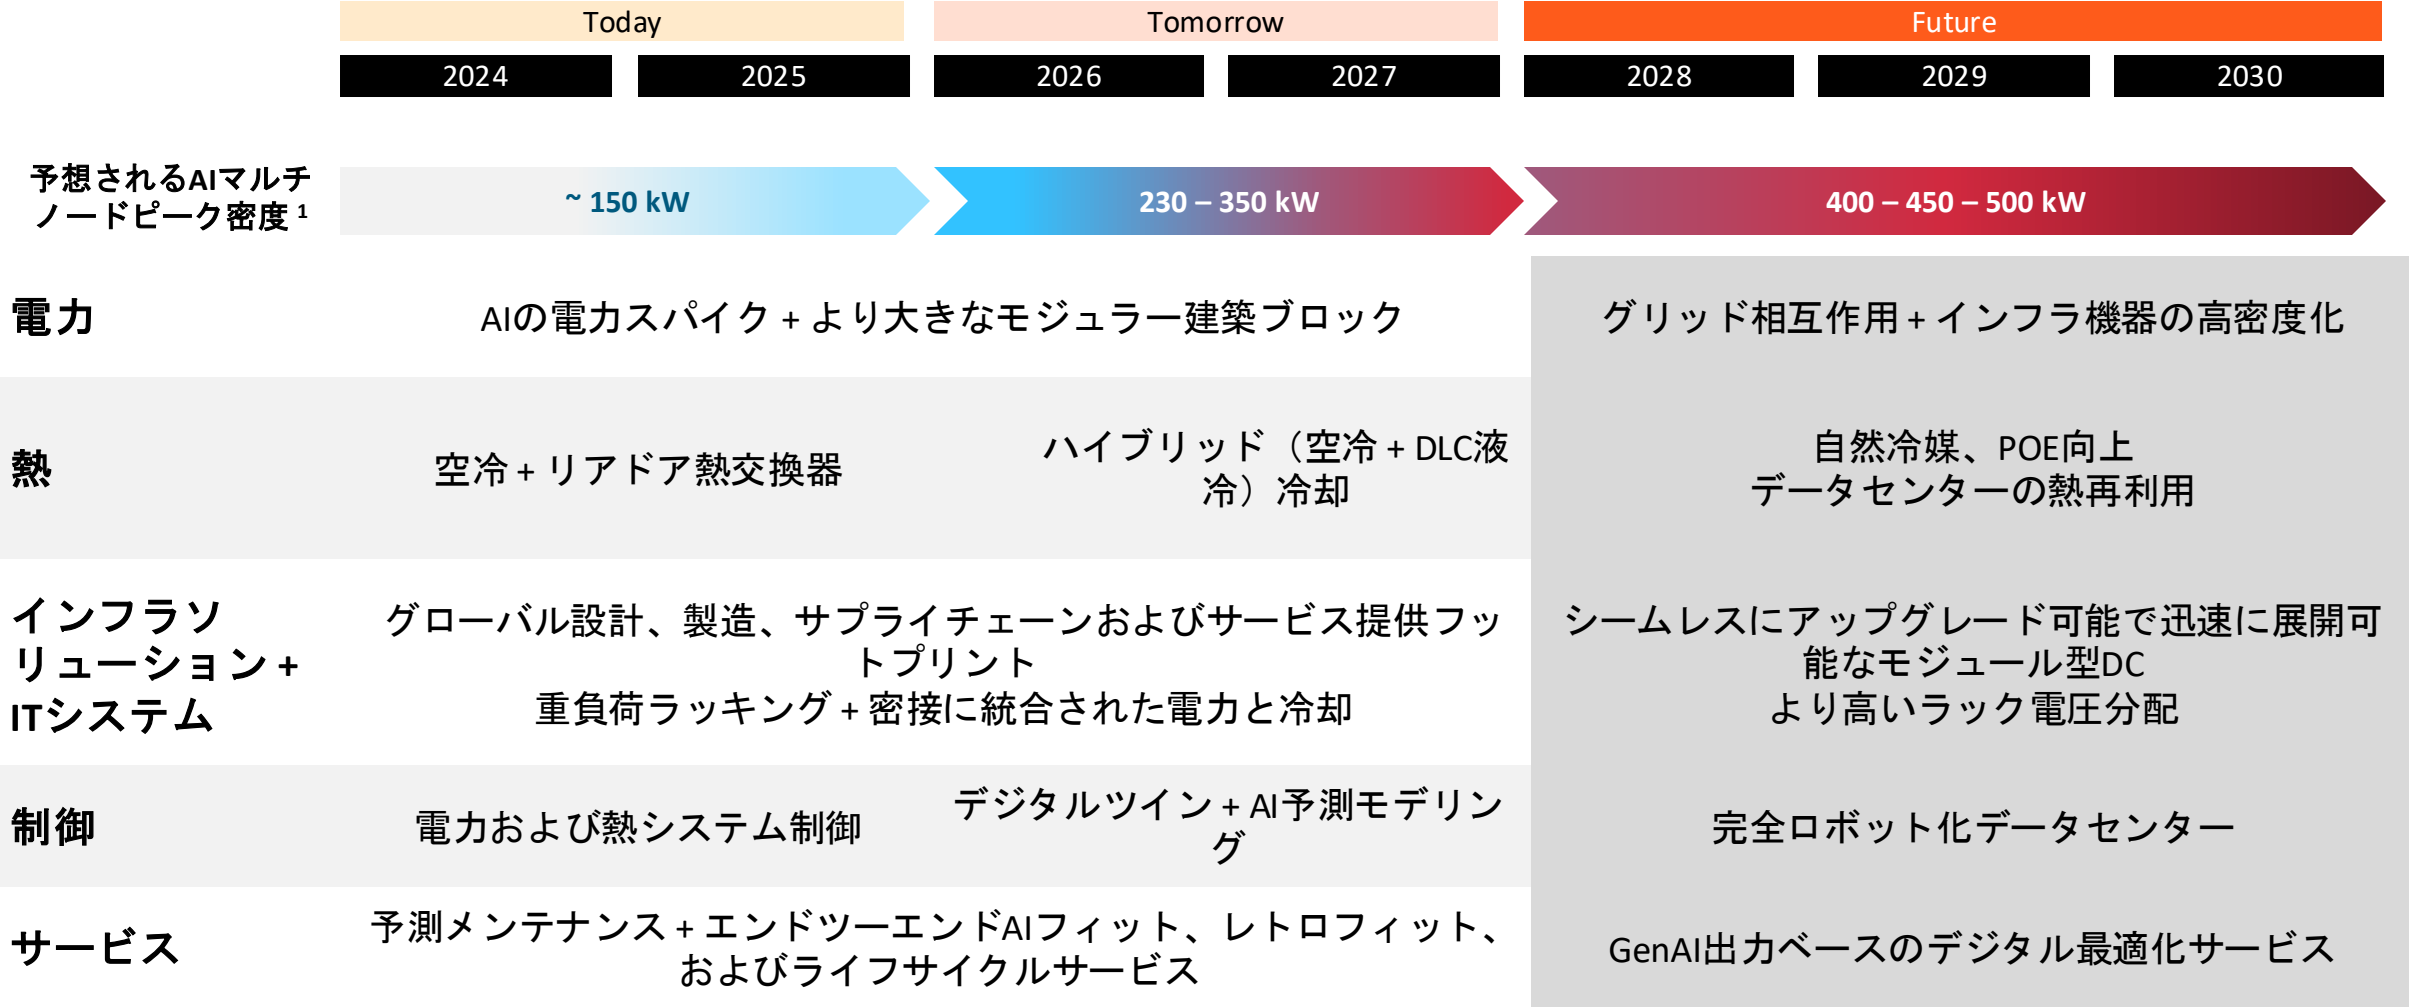 Today
Tomorrow
Future
2024
2025
2026
2027
2028
2029
2030
予想されるAIマルチ
ノードピーク密度 1
~ 150 kW
230 – 350 kW
400 – 450 – 500 kW
電力
AIの電力スパイク + より大きなモジュラー建築ブロック
グリッド相互作用 + インフラ機器の高密度化
熱
空冷 + リアドア熱交換器
ハイブリッド（空冷 + DLC液
冷）冷却
自然冷媒、POE向上
データセンターの熱再利用
インフラソ
リューション +
ITシステム
グローバル設計、製造、サプライチェーンおよびサービス提供フッ
トプリント
重負荷ラッキング + 密接に統合された電力と冷却
シームレスにアップグレード可能で迅速に展開可
能なモジュール型DC
より高いラック電圧分配
制御
電力および熱システム制御
デジタルツイン + AI予測モデリン
グ
完全ロボット化データセンター
サービス
予測メンテナンス + エンドツーエンドAIフィット、レトロフィット、
およびライフサイクルサービス
GenAI出力ベースのデジタル最適化サービス